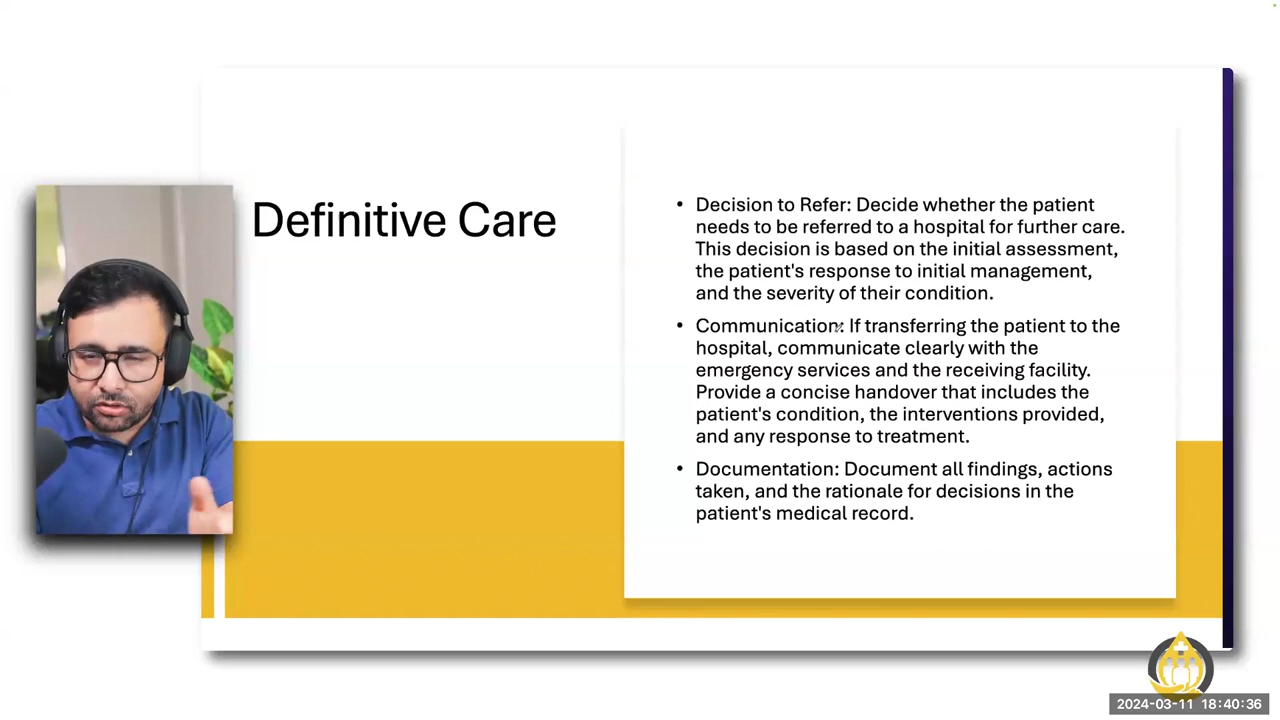 Definitive Care
• Decision to Refer: Decide whether the patient
needs to be referred to a hospital for further care.
This decision is based on the initial assessment,
the patient's response to initial management,
and the severity of their condition.
• Communication: If transferring the patient to the
hospital, communicate clearly with the
emergency services and the receiving facility.
Provide a concise handover that includes the
patient's condition, the interventions provided,
and any response to treatment.
• Documentation: Document all findings, actions
taken, and the rationale for decisions in the
patient's medical record.
2024-03-11 18:40:36